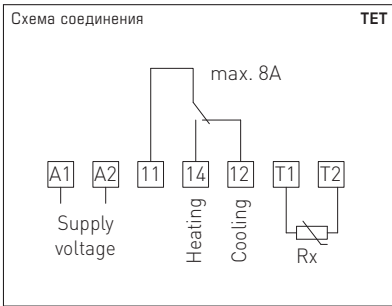 Схема соединения TET
max. 8A
A1 A2 11 14 12 T1 T2
Supply
voltage
Heating
Cooling
Rx